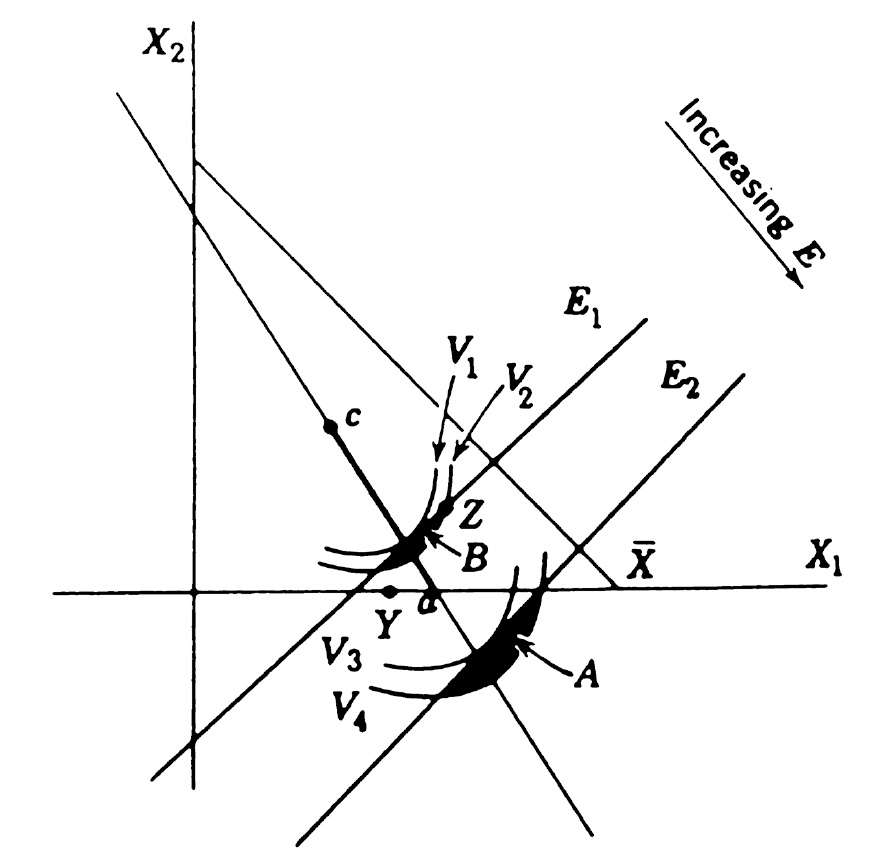 X₂
Increasing E
E₁
V₁
V₂
E₂
c
Z
B
X̄
X₁
Y
a
V₃
A
V₄